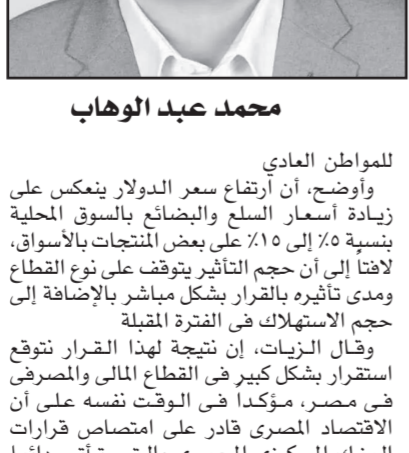 محمد عبد الوهاب
للمواطن العادي
وأوضح، أن ارتفاع سعر الدولار ينعكس على
زيادة أسعار السلع والبضائع بالسوق المحلية
بنسبة ٥٪ إلى ١٥٪ على بعض المنتجات بالأسواق،
لافتاً إلى أن حجم التأثير يتوقف على نوع القطاع
ومدى تأثيره بالقرار بشكل مباشر بالإضافة إلى
حجم الاستهلاك فى الفترة المقبلة
وقال الزيات، إن نتيجة لهذا القرار نتوقع
استقرار بشكل كبير فى القطاع المالى والمصرفى
فى مصر، مؤكداً فى الوقت نفسه على أن
الاقتصاد المصرى قادر على امتصاص قرارات